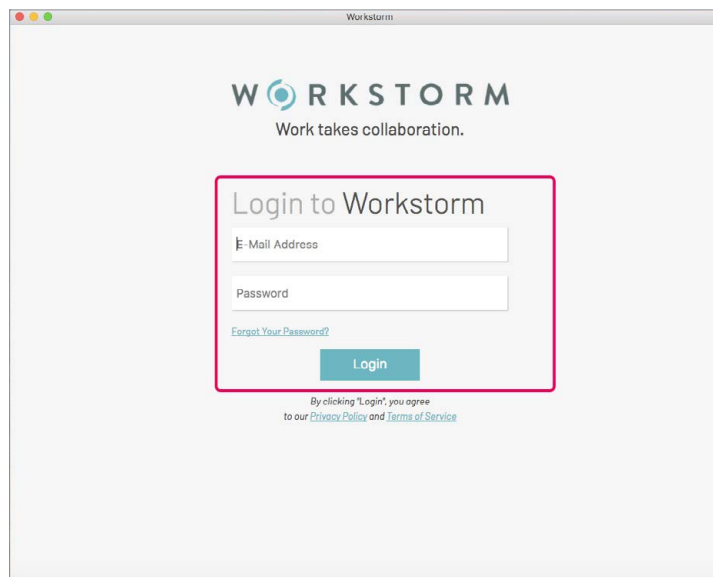 Workstorm
WORKSTORM
Work takes collaboration.
Login to Workstorm
E-Mail Address
Password
Forgot Your Password?
Login
By clicking "Login", you agree
to our Privacy Policy and Terms of Service